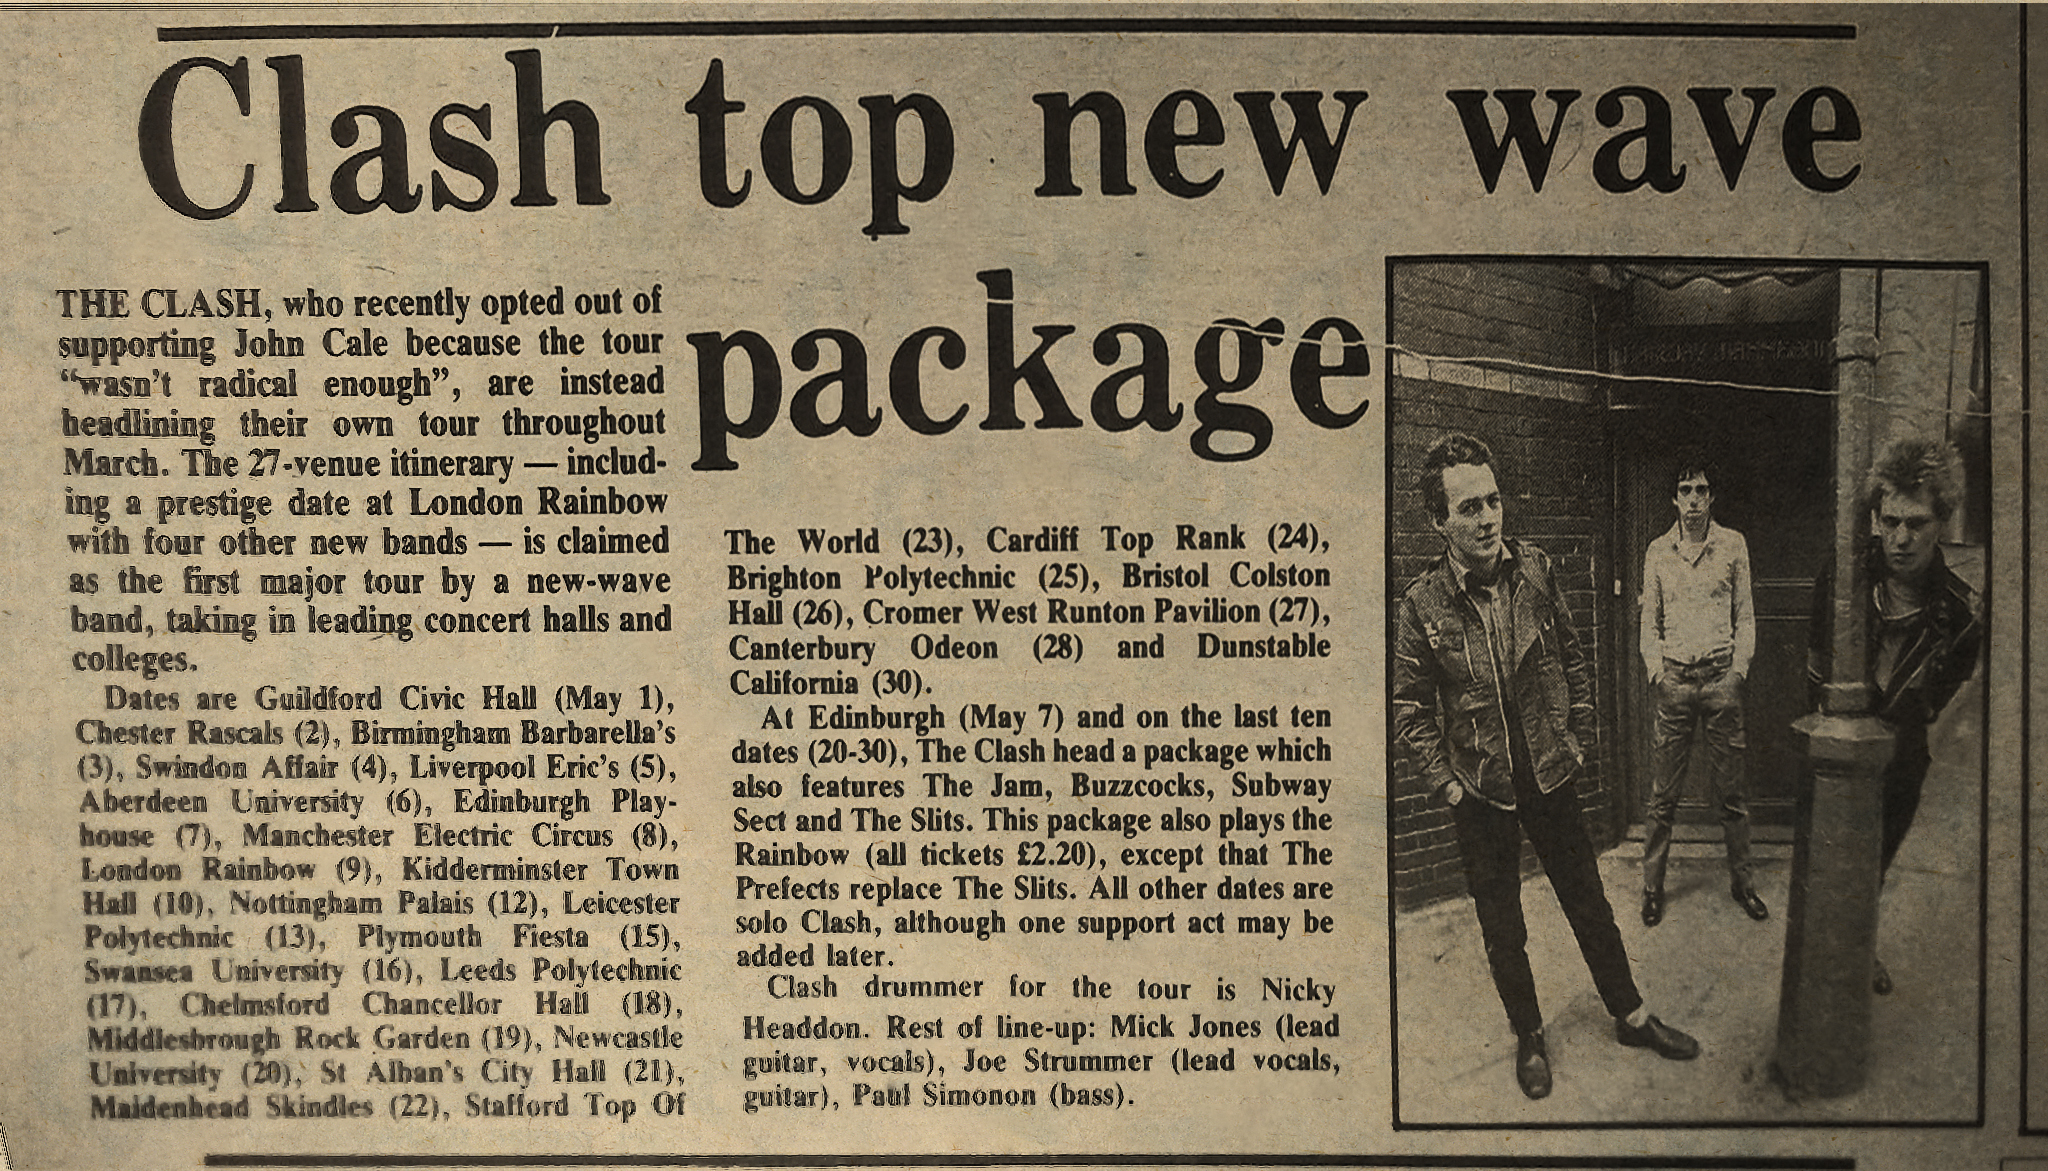 Clash top new wave
package
THE CLASH, who recently opted out of
supporting John Cale because the tour
“wasn't radical enough”, are instead
headlining their own tour throughout
March. The 27-venue itinerary — includ-
ing a prestige date at London Rainbow
with four other new bands — is claimed
as the first major tour by a new-wave
band, taking in leading concert halls and
colleges.
Dates are Guildford Civic Hall (May 1),
Chester Rascals (2), Birmingham Barbarella's
(3), Swindon Affair (4), Liverpool Eric's (5),
Aberdeen University (6), Edinburgh Play-
house (7), Manchester Electric Circus (8),
London Rainbow (9), Kidderminster Town
Hall (10), Nottingham Palais (12), Leicester
Polytechnic (13), Plymouth Fiesta (15),
Swansea University (16), Leeds Polytechnic
(17), Chelmsford Chancellor Hall (18),
Middlesbrough Rock Garden (19), Newcastle
University (20), St Alban's City Hall (21),
Maidenhead Skindles (22), Stafford Top Of
The World (23), Cardiff Top Rank (24),
Brighton Polytechnic (25), Bristol Colston
Hall (26), Cromer West Runton Pavilion (27),
Canterbury Odeon (28) and Dunstable
California (30).
At Edinburgh (May 7) and on the last ten
dates (20-30), The Clash head a package which
also features The Jam, Buzzcocks, Subway
Sect and The Slits. This package also plays the
Rainbow (all tickets £2.20), except that The
Prefects replace The Slits. All other dates are
solo Clash, although one support act may be
added later.
Clash drummer for the tour is Nicky
Headdon. Rest of line-up: Mick Jones (lead
guitar, vocals), Joe Strummer (lead vocals,
guitar), Paul Simonon (bass).